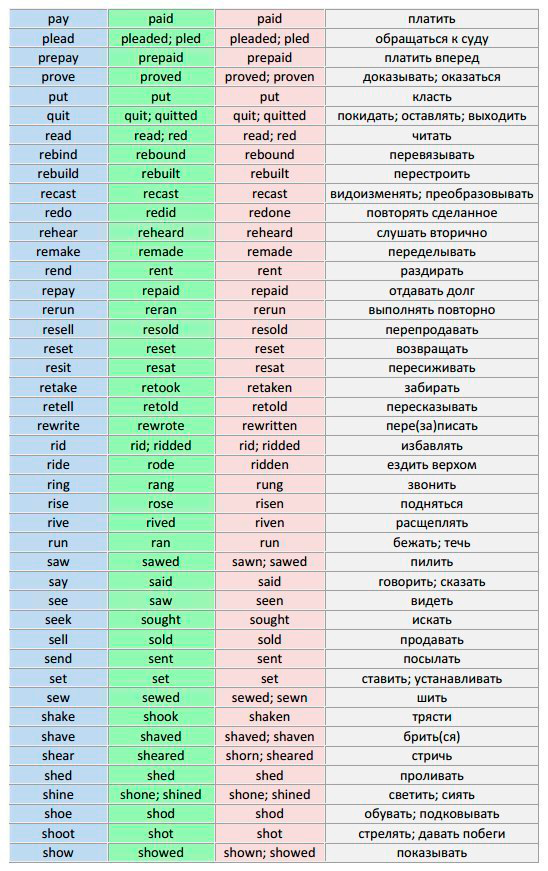 pay paid paid платить
plead pleaded; pled pleaded; pled обращаться к суду
prepay prepaid prepaid платить вперед
prove proved proved; proven доказывать; оказаться
put put put класть
quit quit; quitted quit; quitted покидать; оставлять; выходить
read read; red read; red читать
rebind rebound rebound перевязывать
rebuild rebuilt rebuilt перестроить
recast recast recast видоизменять; преобразовывать
redo redid redone повторять сделанное
rehear reheard reheard слушать вторично
remake remade remade переделывать
rend rent rent раздирать
repay repaid repaid отдавать долг
rerun reran rerun выполнять повторно
resell resold resold перепродавать
reset reset reset возвращать
resit resat resat пересиживать
retake retook retaken забирать
retell retold retold пересказывать
rewrite rewrote rewritten пере(за)писать
rid rid; ridded rid; ridded избавлять
ride rode ridden ездить верхом
ring rang rung звонить
rise rose risen подняться
rive rived riven расщеплять
run ran run бежать; течь
saw sawed sawn; sawed пилить
say said said говорить; сказать
see saw seen видеть
seek sought sought искать
sell sold sold продавать
send sent sent посылать
set set set ставить; устанавливать
sew sewed sewed; sewn шить
shake shook shaken трясти
shave shaved shaved; shaven брить(ся)
shear sheared shorn; sheared стричь
shed shed shed проливать
shine shone; shined shone; shined светить; сиять
shoe shod shod обувать; подковывать
shoot shot shot стрелять; давать побеги
show showed shown; showed показывать